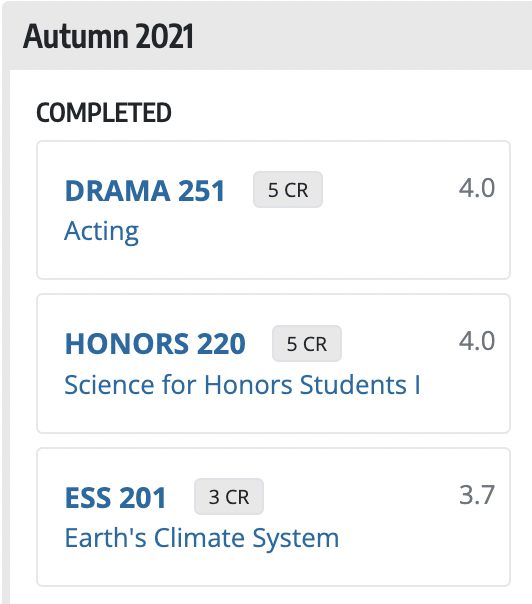 Autumn 2021
COMPLETED
DRAMA 251 5 CR 4.0
Acting
HONORS 220 5 CR 4.0
Science for Honors Students I
ESS 201 3 CR 3.7
Earth's Climate System